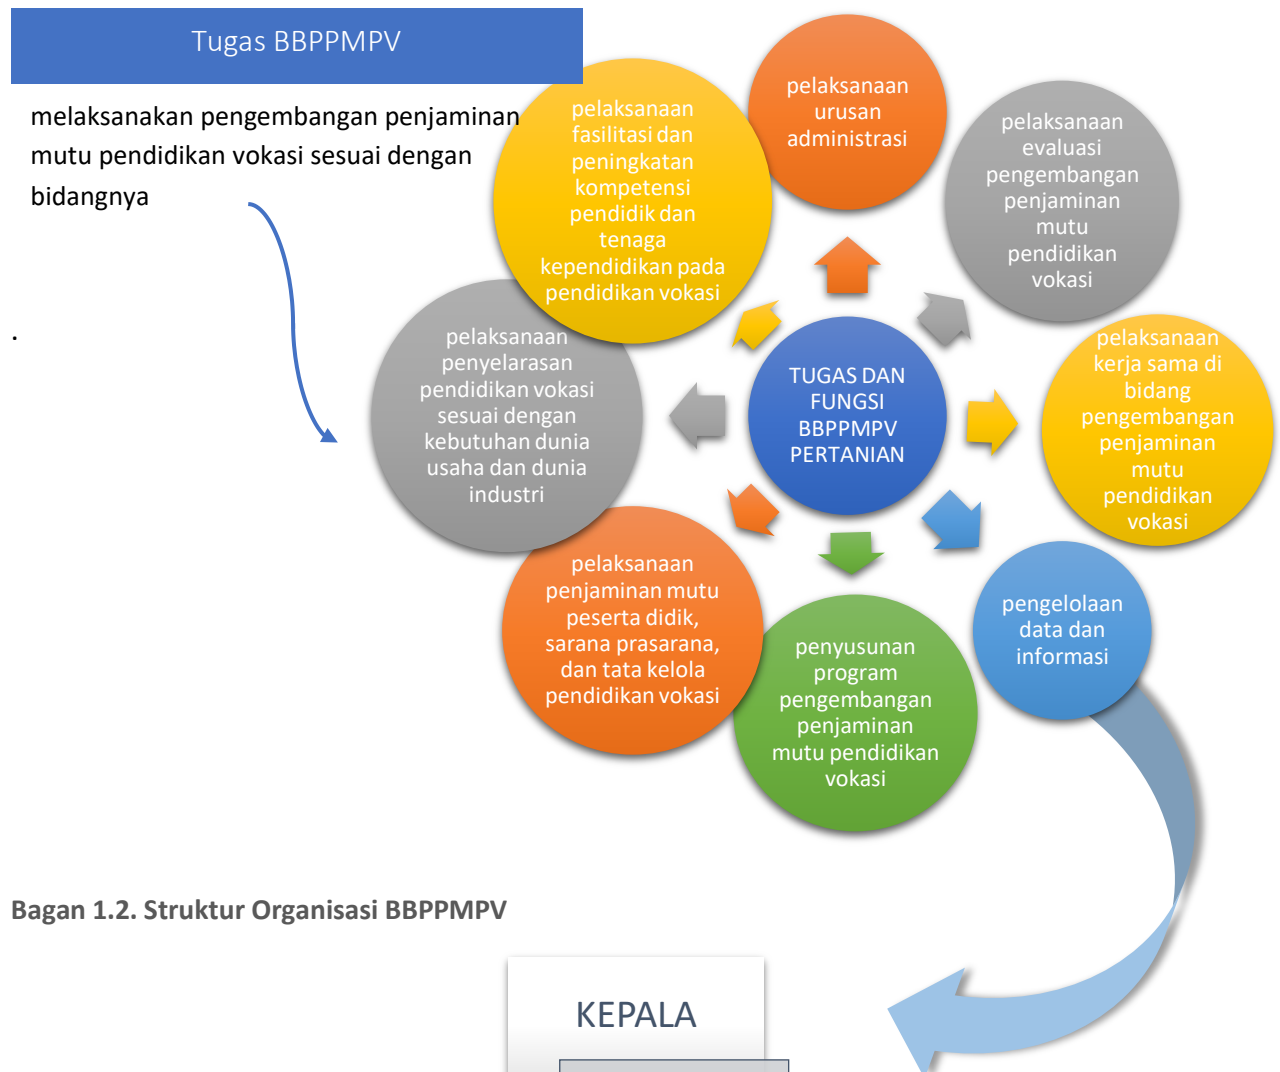 Tugas BBPPMPV
melaksanakan pengembangan penjaminan
mutu pendidikan vokasi sesuai dengan
bidangnya
.
pelaksanaan
urusan
administrasi
pelaksanaan
evaluasi
pengembangan
penjaminan
mutu
pendidikan
vokasi
pelaksanaan
kerja sama di
bidang
pengembangan
penjaminan
mutu
pendidikan
vokasi
pengelolaan
data dan
informasi
penyusunan
program
pengembangan
penjaminan
mutu pendidikan
vokasi
pelaksanaan
penjaminan mutu
peserta didik,
sarana prasarana,
dan tata kelola
pendidikan vokasi
pelaksanaan
penyelarasan
pendidikan vokasi
sesuai dengan
kebutuhan dunia
usaha dan dunia
industri
pelaksanaan
fasilitasi dan
peningkatan
kompetensi
pendidik dan
tenaga
kependidikan pada
pendidikan vokasi
TUGAS DAN
FUNGSI
BBPPMPV
PERTANIAN
Bagan 1.2. Struktur Organisasi BBPPMPV
KEPALA